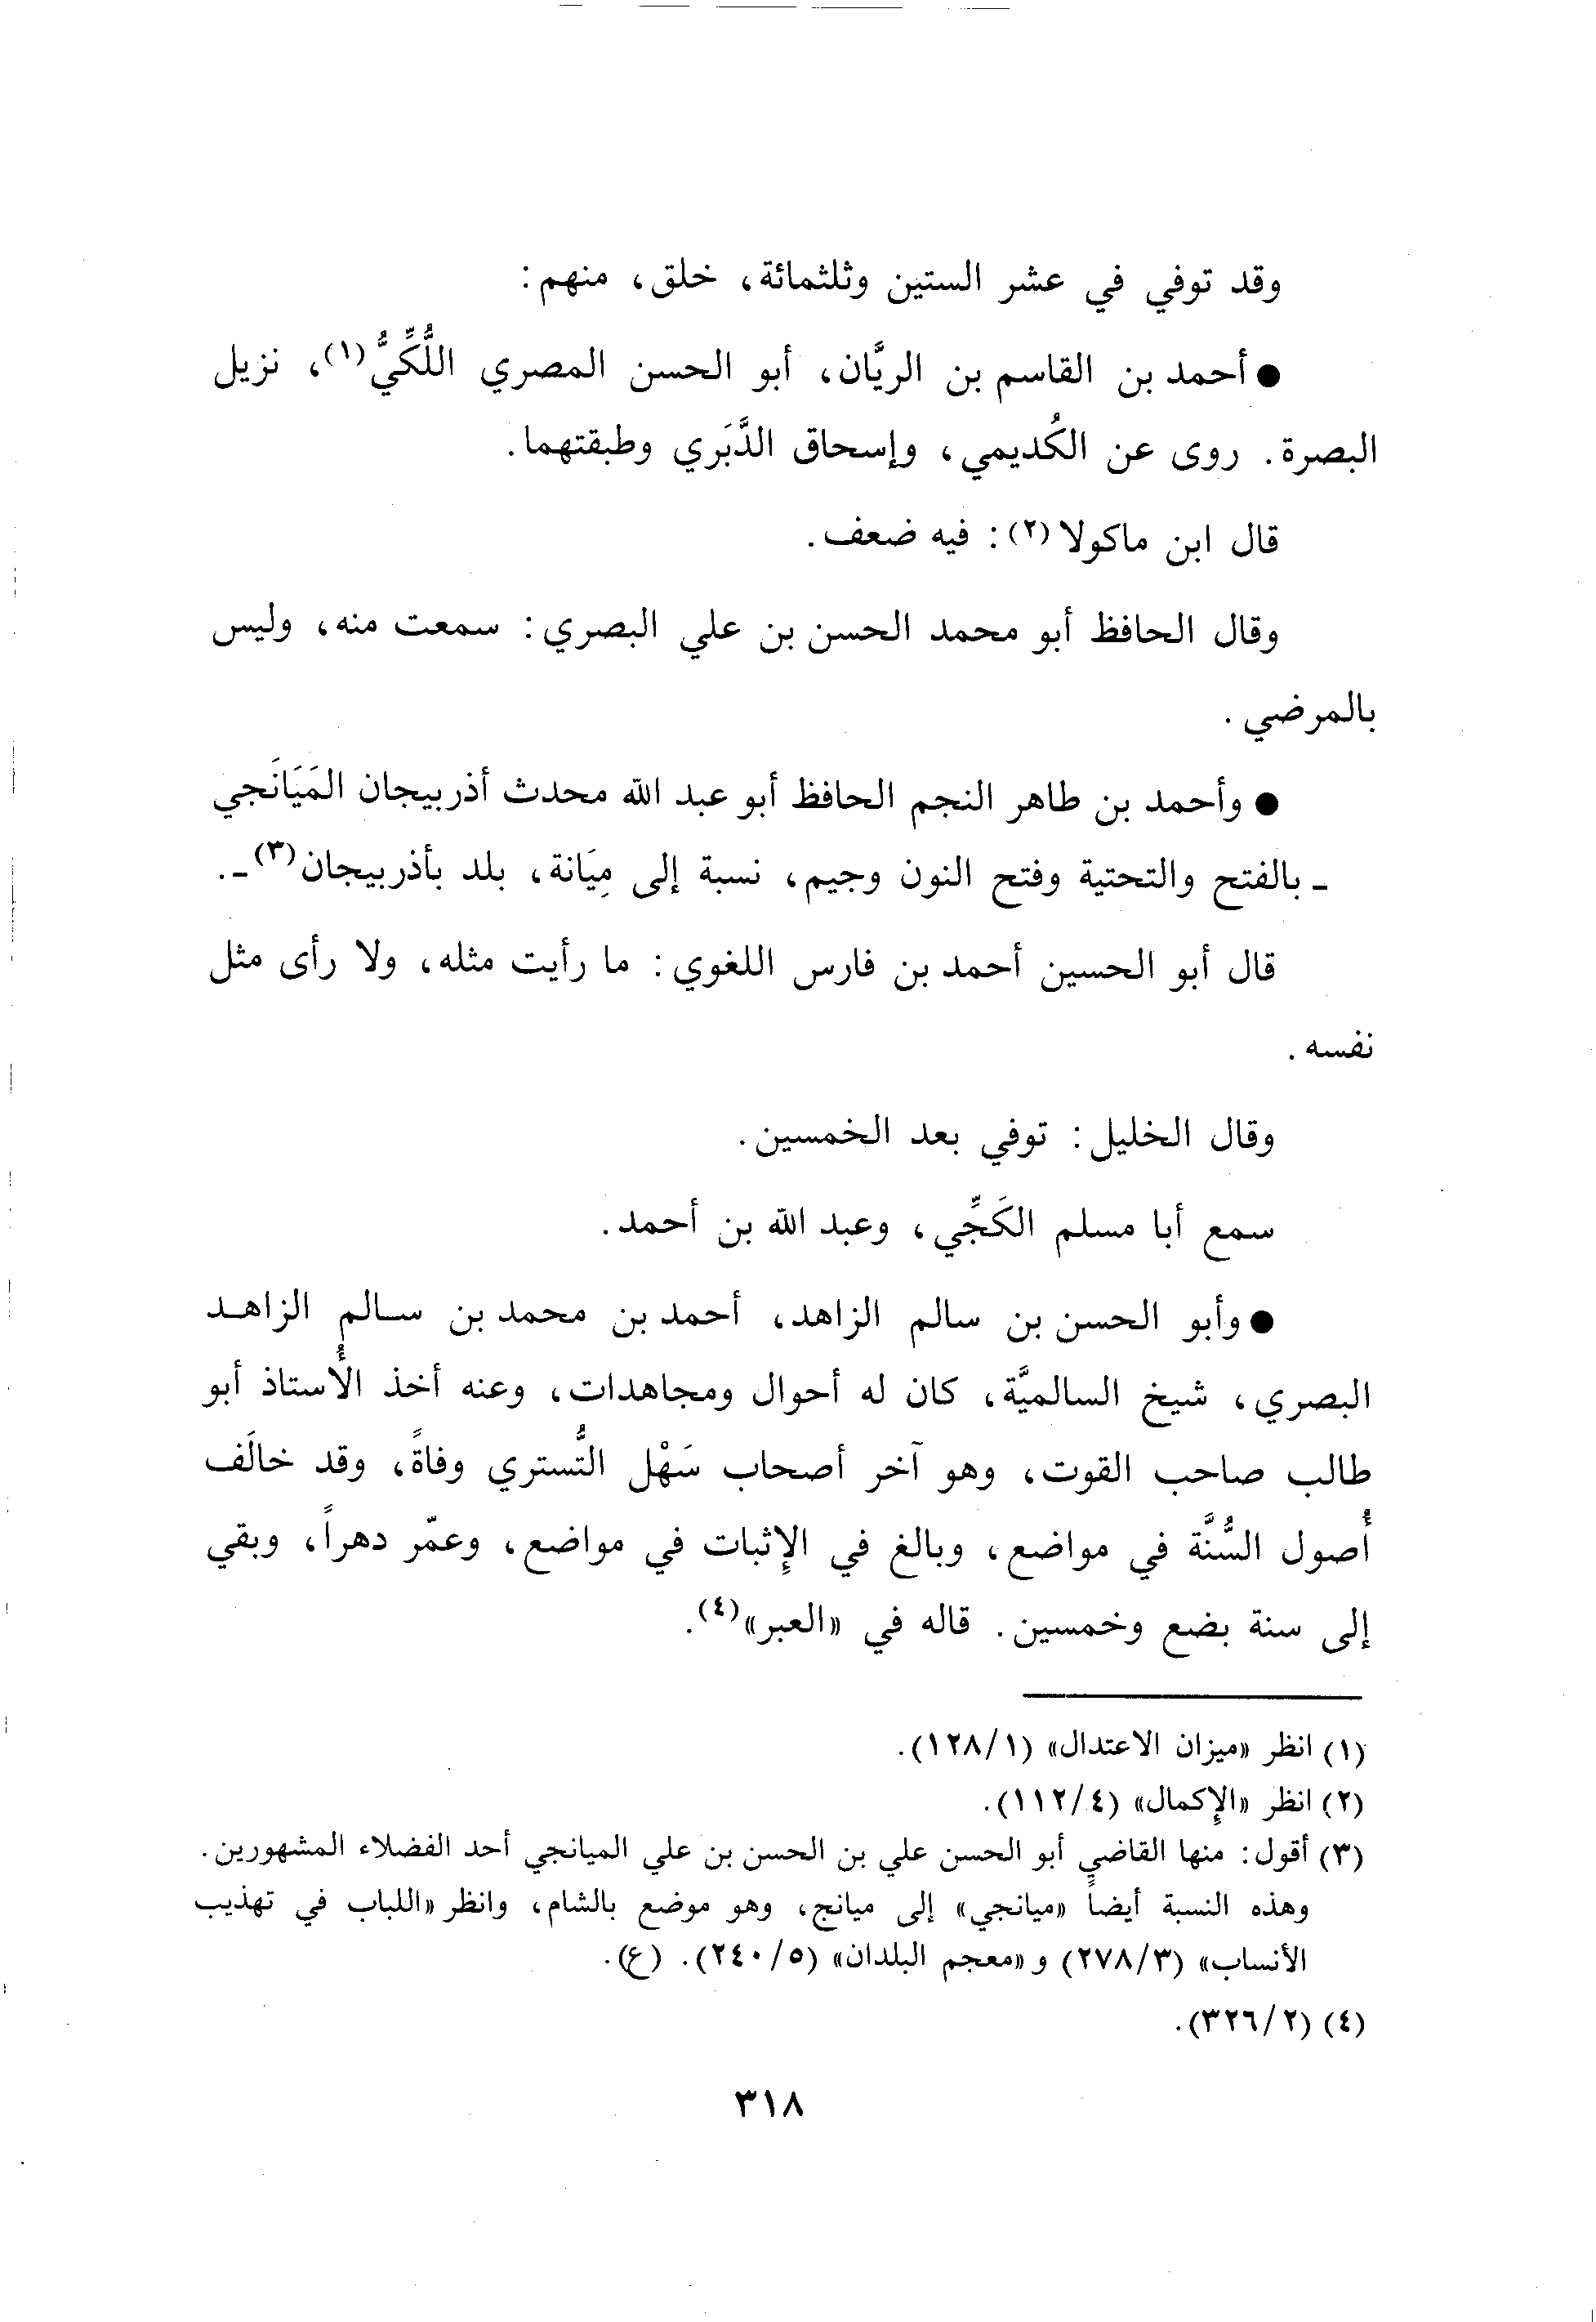 وقد توفي في عشر الستين وثلثمائة، خلق، منهم:
● أحمد بن القاسم بن الريَّان، أبو الحسن المصري اللُّكِّيُّ(١)، نزيل
البصرة. روى عن الكُديمي، وإسحاق الدَّبَري وطبقتهما.
قال ابن ماكولا(٢): فيه ضعف.
وقال الحافظ أبو محمد الحسن بن علي البصري: سمعت منه، وليس
بالمرضي.
● وأحمد بن طاهر النجم الحافظ أبو عبد الله محدث أذربيجان المَيَانَجي
ـ بالفتح والتحتية وفتح النون وجيم، نسبة إلى مِيَانة، بلد بأذربيجان(٣)ـ.
قال أبو الحسين أحمد بن فارس اللغوي: ما رأيت مثله، ولا رأى مثل
نفسه.
وقال الخليل: توفي بعد الخمسين.
سمع أبا مسلم الكَجِّي، وعبد الله بن أحمد.
● وأبو الحسن بن سالم الزاهد، أحمد بن محمد بن ســالم الزاهـد
البصري، شيخ السالميَّة، كان له أحوال ومجاهدات، وعنه أخذ الأُستاذ أبو
طالب صاحب القوت، وهو آخر أصحاب سَهْل التُّستري وفاةً، وقد خالَف
أُصول السُّنَّة في مواضع، وبالغ في الإِثبات في مواضع، وعمّر دهراً، وبقي
إلى سنة بضع وخمسين. قاله في «العبر»(٤).
(١) انظر «ميزان الاعتدال» (١٢٨/١).
(٢) انظر «الإِكمال» (١١٢/٤).
(٣) أقول: منها القاضي أبو الحسن علي بن الحسن بن علي الميانجي أحد الفضلاء المشهورين.
وهذه النسبة أيضاً «ميانجي» إلى ميانج، وهو موضع بالشام، وانظر «اللباب في تهذيب
الأنساب» (٢٧٨/٣) و«معجم البلدان» (٢٤٠/٥). (ع).
(٤) (٣٢٦/٢).
٣١٨